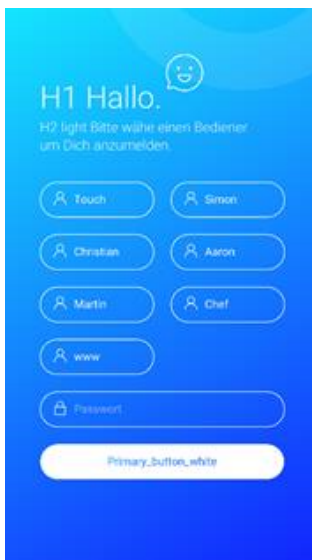 H1 Hallo.
H2 light Bitte wähe einen Bediener
um Dich anzumelden.
Touch
Simon
Christian
Aaron
Martin
Chef
www
Passwort
Primary_button_white